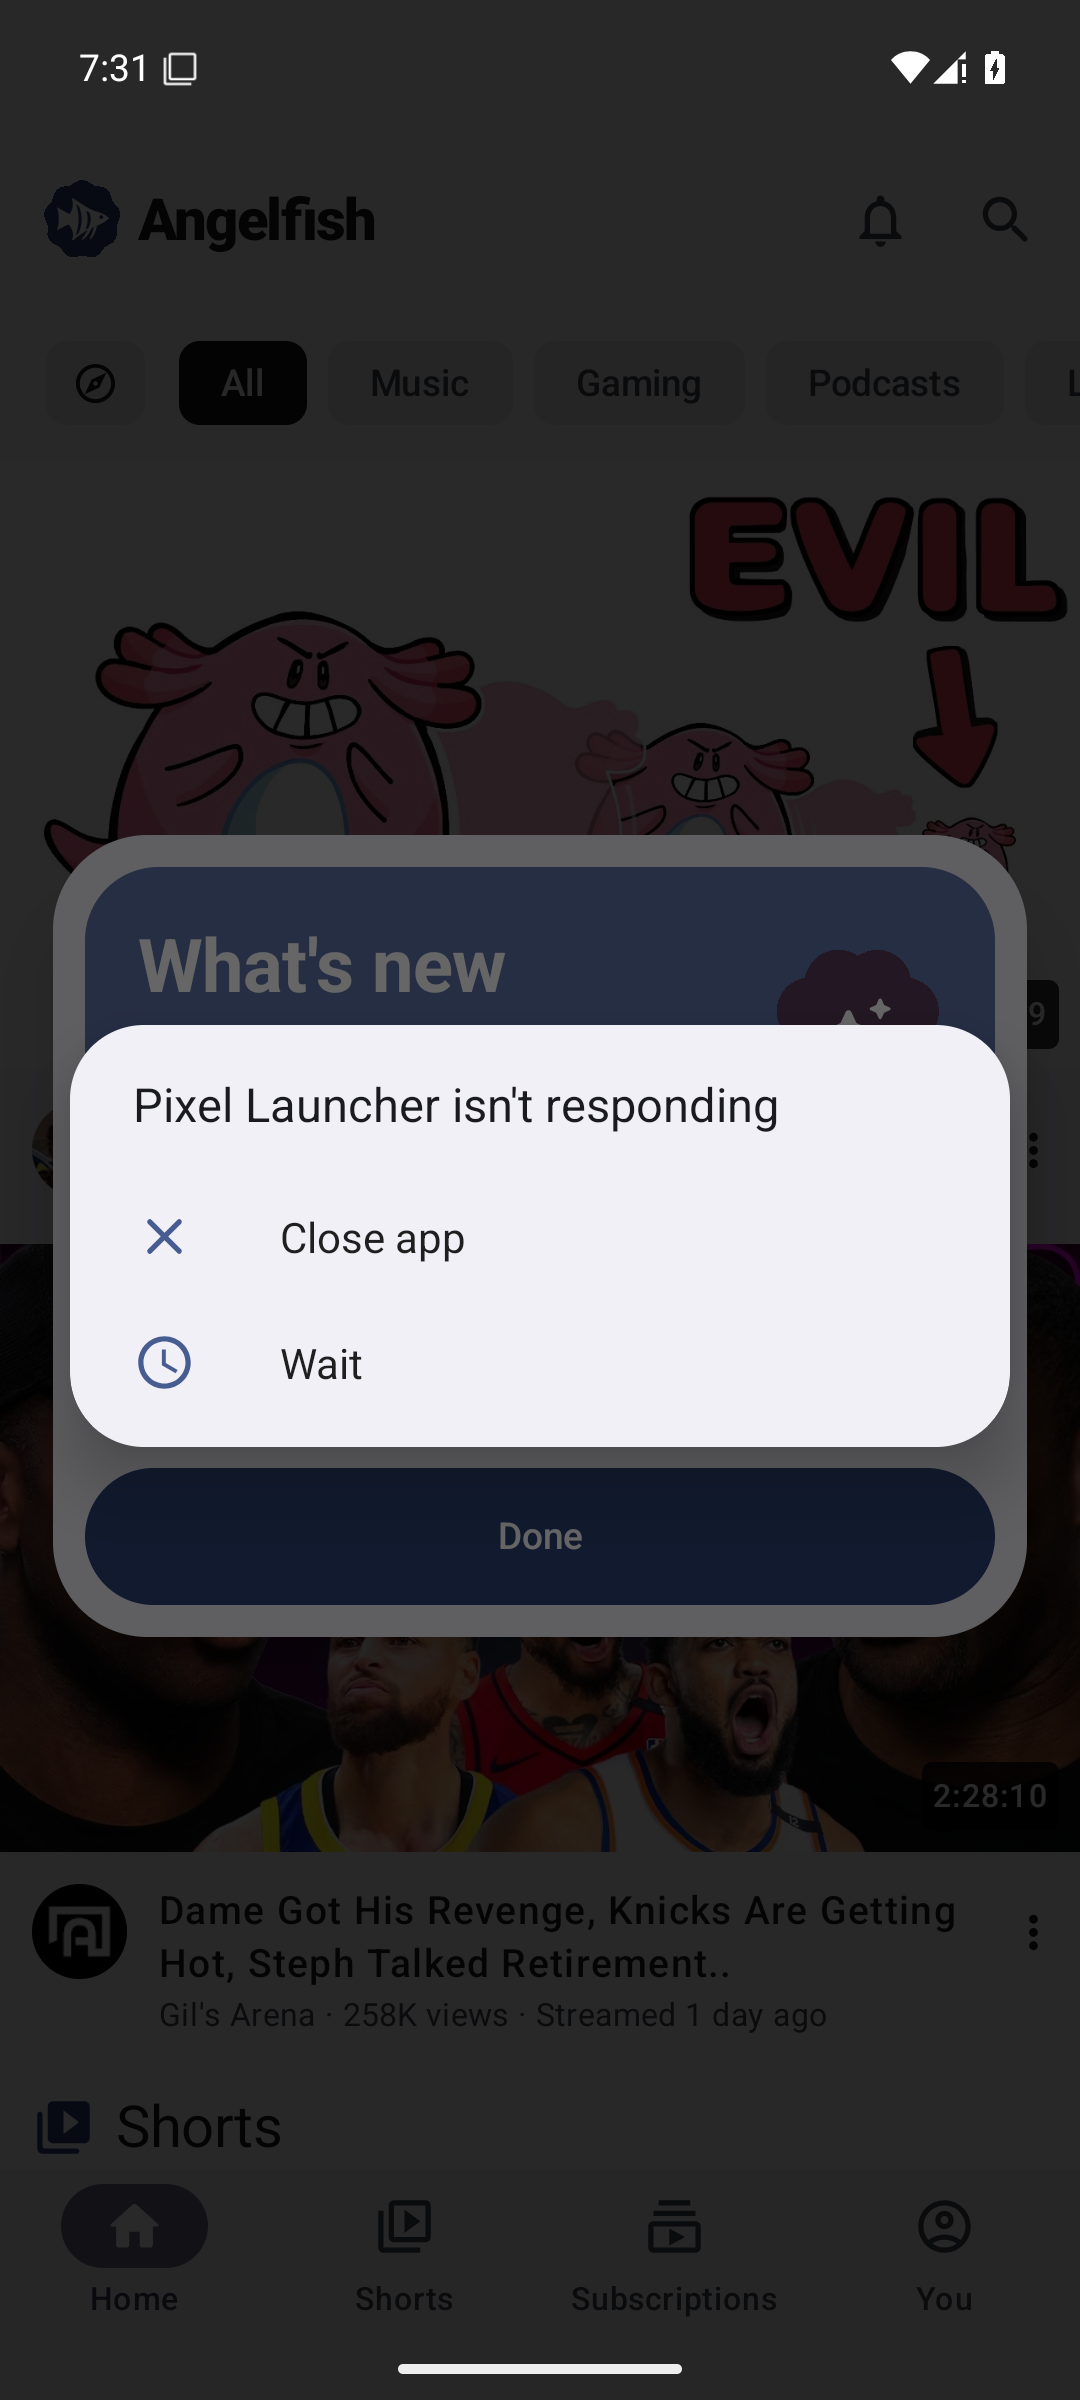 7:31
Angelfish
All
Music
Gaming
Podcasts
L
EVIL
What's new
9
Pixel Launcher isn't responding
Close app
Wait
Done
2:28:10
Dame Got His Revenge, Knicks Are Getting
Hot, Steph Talked Retirement..
Gil's Arena · 258K views · Streamed 1 day ago
Shorts
Home
Shorts
Subscriptions
You